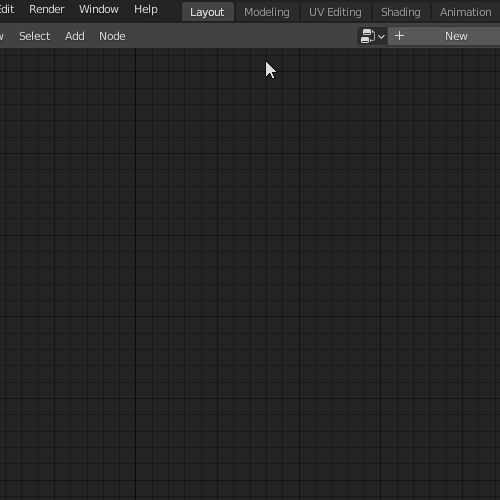 Edit Render Window Help Layout Modeling UV Editing Shading Animation
Select Add Node + New